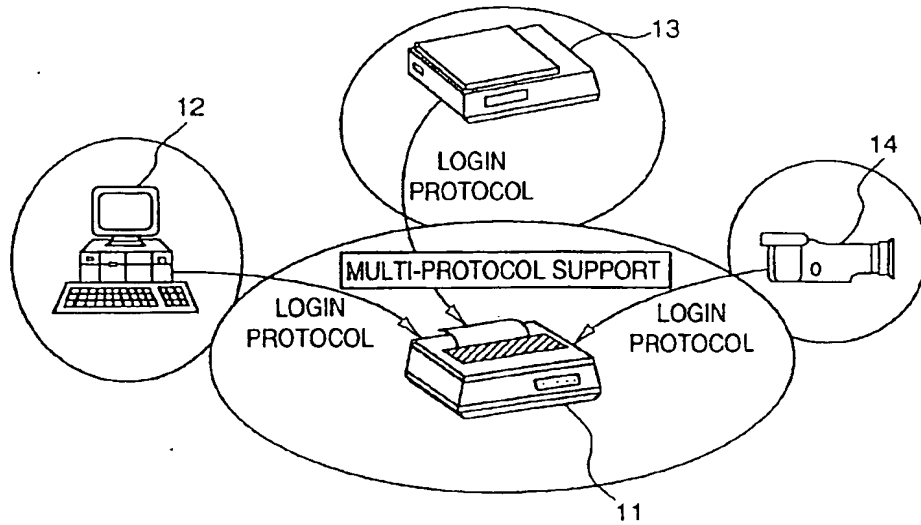 13
12
14
LOGIN
PROTOCOL
MULTI-PROTOCOL SUPPORT
LOGIN
PROTOCOL
LOGIN
PROTOCOL
11